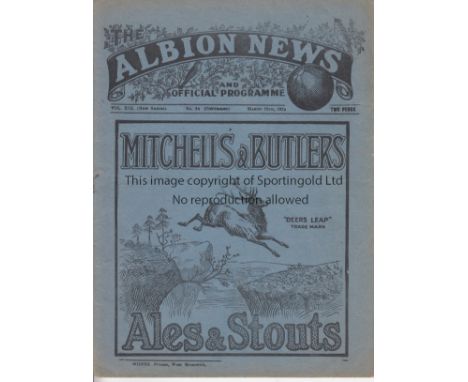 THE
ALBION NEWS
AND
OFFICIAL PROGRAMME
TWO PENCE
MITCHELLS & BUTLERS
This image copyright of Sportingold Ltd
No reproduction allowed
"DEERS LEAP"
TRADE MARK
Ales & Stouts